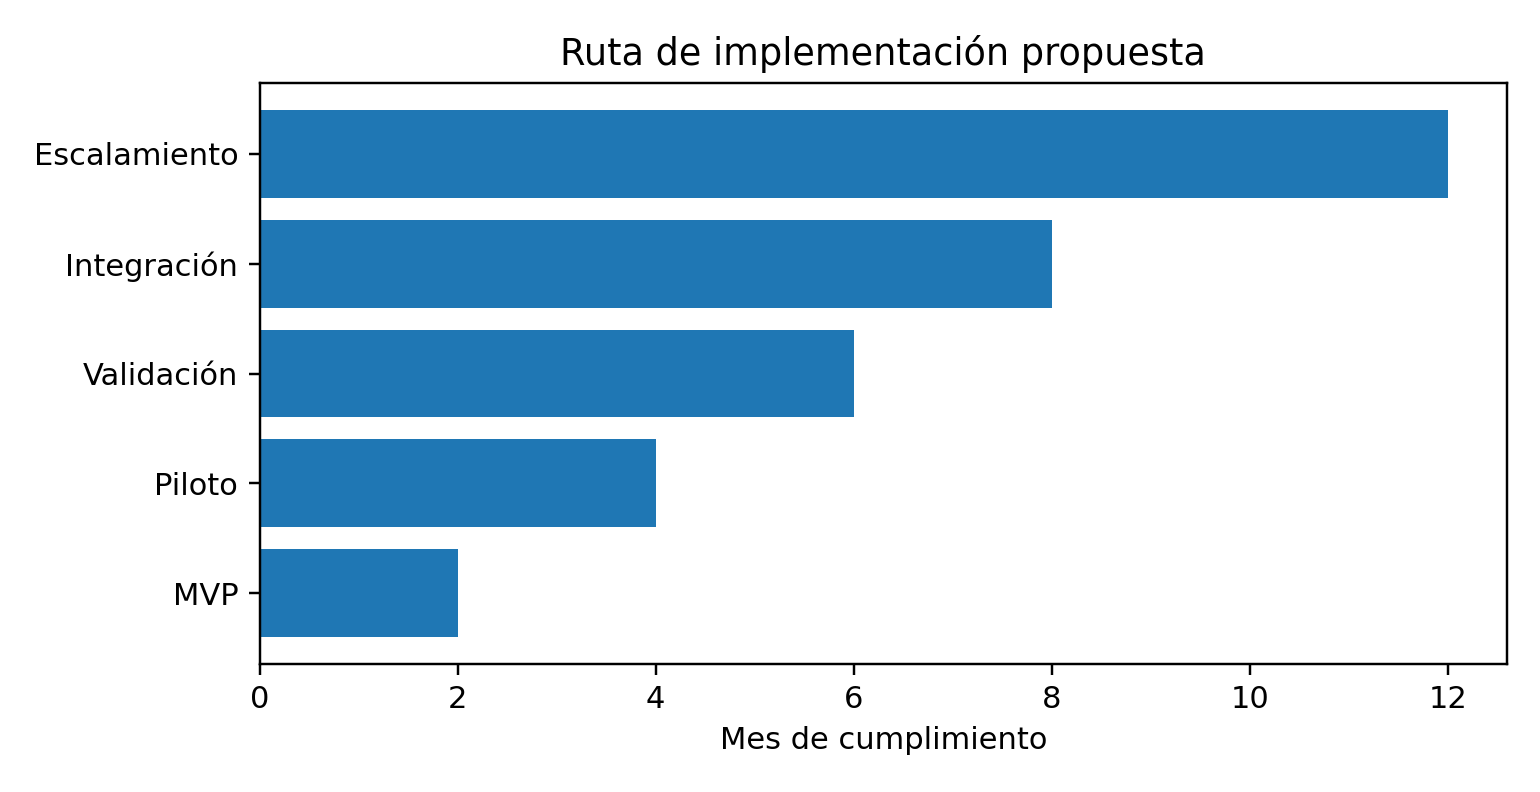 Ruta de implementación propuesta
Escalamiento
Integración
Validación
Piloto
MVP
0 2 4 6 8 10 12
Mes de cumplimiento